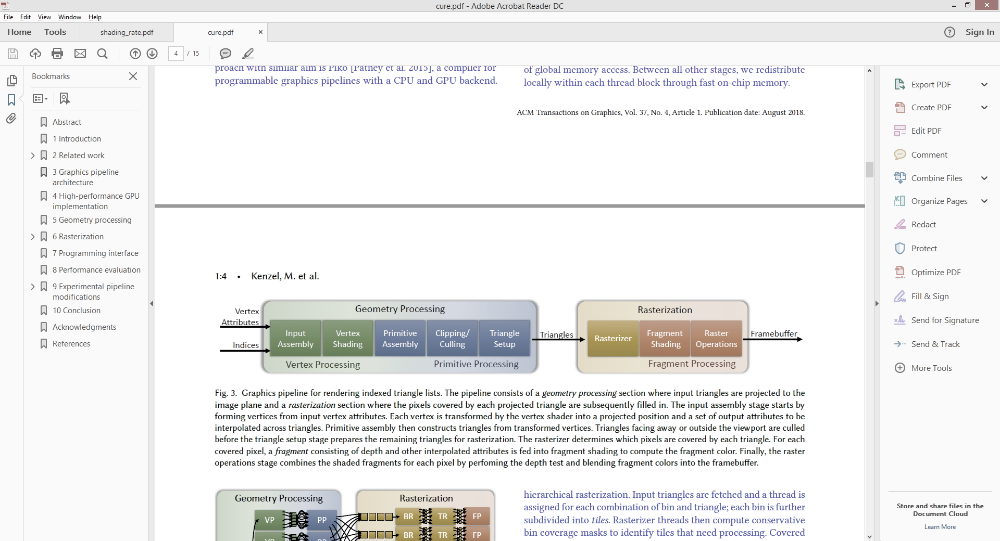 cure.pdf - Adobe Acrobat Reader DC
File Edit View Window Help
Home Tools shading_rate.pdf cure.pdf × Sign In
4 / 15
Bookmarks
Abstract
1 Introduction
2 Related work
3 Graphics pipeline
architecture
4 High-performance GPU
implementation
5 Geometry processing
6 Rasterization
7 Programming interface
8 Performance evaluation
9 Experimental pipeline
modifications
10 Conclusion
Acknowledgments
References
proach with similar aim is Piko [Patney et al. 2015], a compiler for
programmable graphics pipelines with a CPU and GPU backend.
of global memory access. Between all other stages, we redistribute
locally within each thread block through fast on-chip memory.
ACM Transactions on Graphics, Vol. 37, No. 4, Article 1. Publication date: August 2018.
1:4 • Kenzel, M. et al.
Vertex
Attributes
Indices
Geometry Processing
Input
Assembly
Vertex
Shading
Primitive
Assembly
Clipping/
Culling
Triangle
Setup
Vertex Processing
Primitive Processing
Triangles
Rasterization
Rasterizer
Fragment
Shading
Raster
Operations
Fragment Processing
Framebuffer
Fig. 3. Graphics pipeline for rendering indexed triangle lists. The pipeline consists of a geometry processing section where input triangles are projected to the
image plane and a rasterization section where the pixels covered by each projected triangle are subsequently filled in. The input assembly stage starts by
forming vertices from input vertex attributes. Each vertex is transformed by the vertex shader into a projected position and a set of output attributes to be
interpolated across triangles. Primitive assembly then constructs triangles from transformed vertices. Triangles facing away or outside the viewport are culled
before the triangle setup stage prepares the remaining triangles for rasterization. The rasterizer determines which pixels are covered by each triangle. For each
covered pixel, a fragment consisting of depth and other interpolated attributes is fed into fragment shading to compute the fragment color. Finally, the raster
operations stage combines the shaded fragments for each pixel by perfoming the depth test and blending fragment colors into the framebuffer.
Geometry Processing
VP PP
VP PP
Rasterization
BR TR FP
BR TR FP
hierarchical rasterization. Input triangles are fetched and a thread is
assigned for each combination of bin and triangle; each bin is further
subdivided into tiles. Rasterizer threads then compute conservative
bin coverage masks to identify tiles that need processing. Covered
Export PDF
Create PDF
Edit PDF
Comment
Combine Files
Organize Pages
Redact
Protect
Optimize PDF
Fill & Sign
Send for Signature
Send & Track
More Tools
Store and share files in the
Document Cloud
Learn More